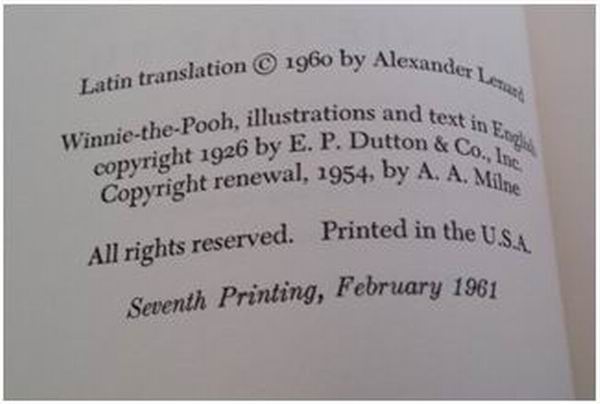 Latin translation © 1960 by Alexander Lenard
Winnie-the-Pooh, illustrations and text in English
copyright 1926 by E. P. Dutton & Co., Inc.
Copyright renewal, 1954, by A. A. Milne
All rights reserved. Printed in the U.S.A.
Seventh Printing, February 1961